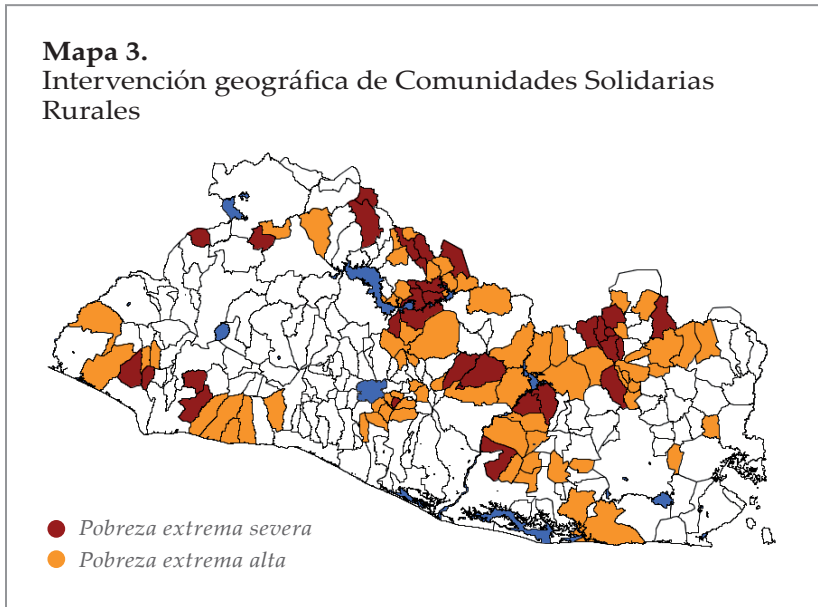 Mapa 3.
Intervención geográfica de Comunidades Solidarias
Rurales
Pobreza extrema severa
Pobreza extrema alta